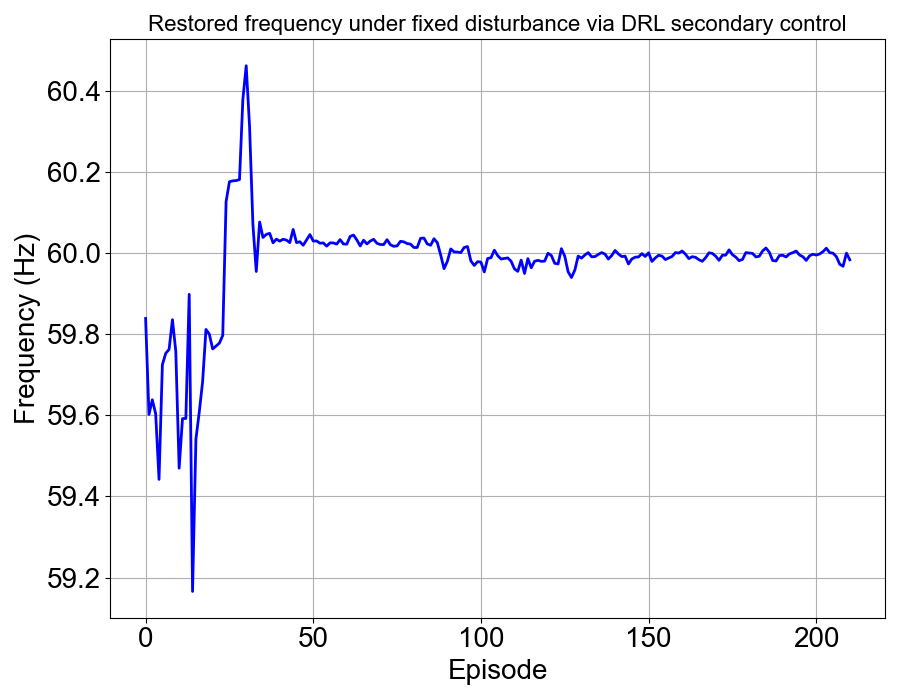 Restored frequency under fixed disturbance via DRL secondary control
60.4
60.2
60.0
59.8
59.6
59.4
59.2
Frequency (Hz)
0 50 100 150 200
Episode